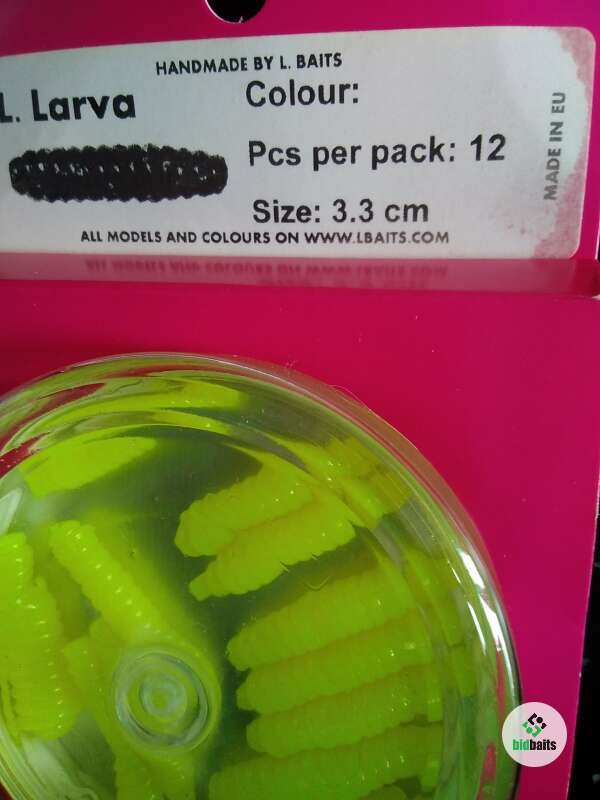 HANDMADE BY L. BAITS
L. Larva
Colour:
Pcs per pack: 12
Size: 3.3 cm
MADE IN EU
ALL MODELS AND COLOURS ON WWW.LBAITS.COM
bidbaits